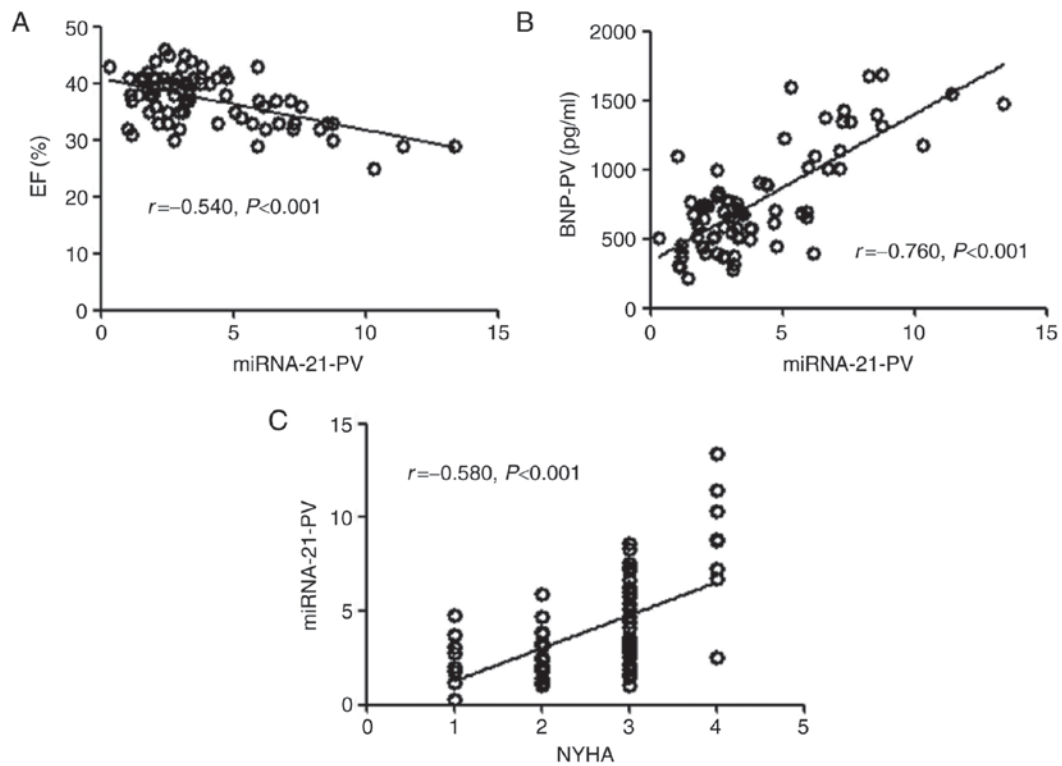 A
50
40
30
20
10
0
EF (%)
r=−0.540, P<0.001
0 5 10 15
miRNA-21-PV
B
2000
1500
1000
500
0
BNP-PV (pg/ml)
r=−0.760, P<0.001
0 5 10 15
miRNA-21-PV
C
15
10
5
0
miRNA-21-PV
r=−0.580, P<0.001
0 1 2 3 4 5
NYHA